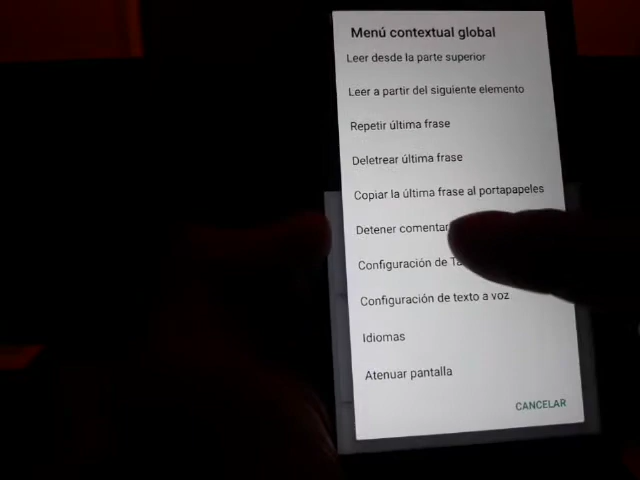 Menú contextual global
Leer desde la parte superior
Leer a partir del siguiente elemento
Repetir última frase
Deletrear última frase
Copiar la última frase al portapapeles
Detener
Configuración de
Configuración de texto a voz
Idiomas
Atenuar pantalla
CANCELAR